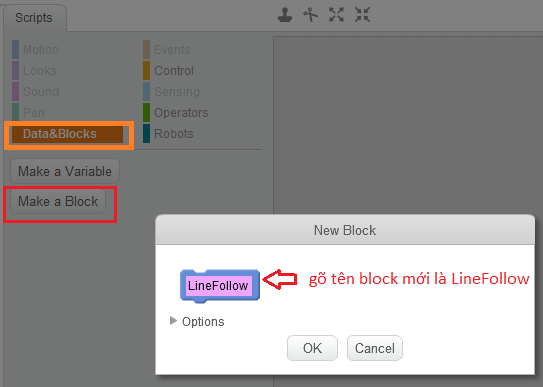 Scripts
Motion
Events
Looks
Control
Sound
Sensing
Pen
Operators
Data&Blocks
Robots
Make a Variable
Make a Block
New Block
LineFollow
gõ tên block mới là LineFollow
Options
OK
Cancel